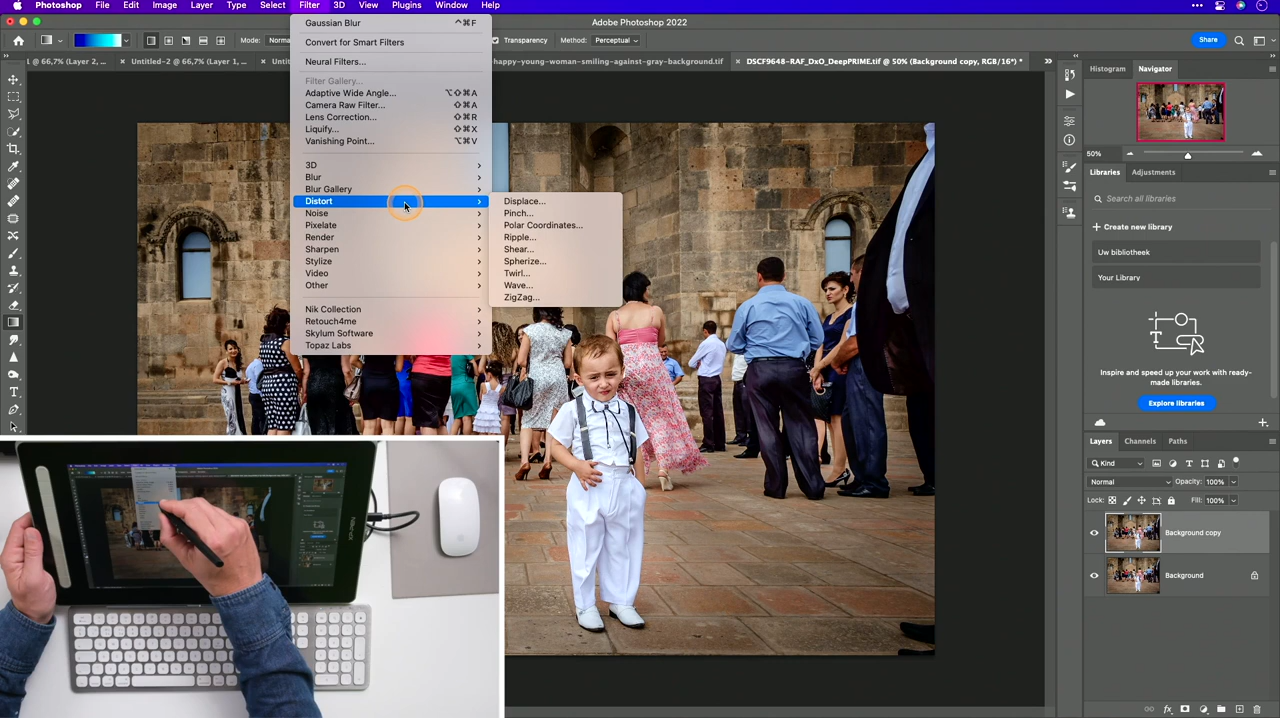 Photoshop File Edit Image Layer Type Select Filter 3D View Plugins Window Help
Adobe Photoshop 2022
Mode: Norma Transparency Method: Perceptual Share
1 @ 66,7% (Layer 2, ... Untitled-2 @ 66,7% (Layer 1, ... Unt happy-young-woman-smiling-against-gray-background.tif DSCF9648-RAF_DxO_DeepPRIME.tif @ 50% (Background copy, RGB/16*) *
Gaussian Blur ^⌘F
Convert for Smart Filters
Neural Filters...
Filter Gallery...
Adaptive Wide Angle... ⌥⇧⌘A
Camera Raw Filter... ⇧⌘A
Lens Correction... ⇧⌘R
Liquify... ⇧⌘X
Vanishing Point... ⌥⌘V
3D
Blur
Blur Gallery
Distort
Noise
Pixelate
Render
Sharpen
Stylize
Video
Other
Nik Collection
Retouch4me
Skylum Software
Topaz Labs
Displace...
Pinch...
Polar Coordinates...
Ripple...
Shear...
Spherize...
Twirl...
Wave...
ZigZag...
Histogram Navigator
50%
Libraries Adjustments
Search all libraries
Create new library
Uw bibliotheek
Your Library
Inspire and speed up your work with ready-
made libraries.
Explore libraries
Layers Channels Paths
Kind
Normal Opacity: 100%
Lock: Fill: 100%
Background copy
Background